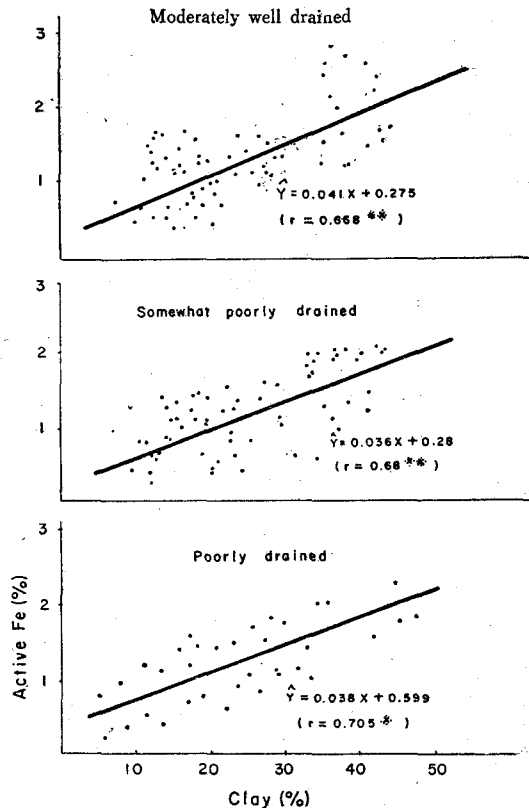 Moderately well drained
3
2
1
Ŷ=0.041X+0.275
(r=0.668**)
3
Somewhat poorly drained
2
1
Ŷ=0.036X+0.28
(r=0.68**)
3
Poorly drained
2
1
Ŷ=0.038X+0.599
(r=0.705*)
Active Fe (%)
10 20 30 40 50
Clay (%)